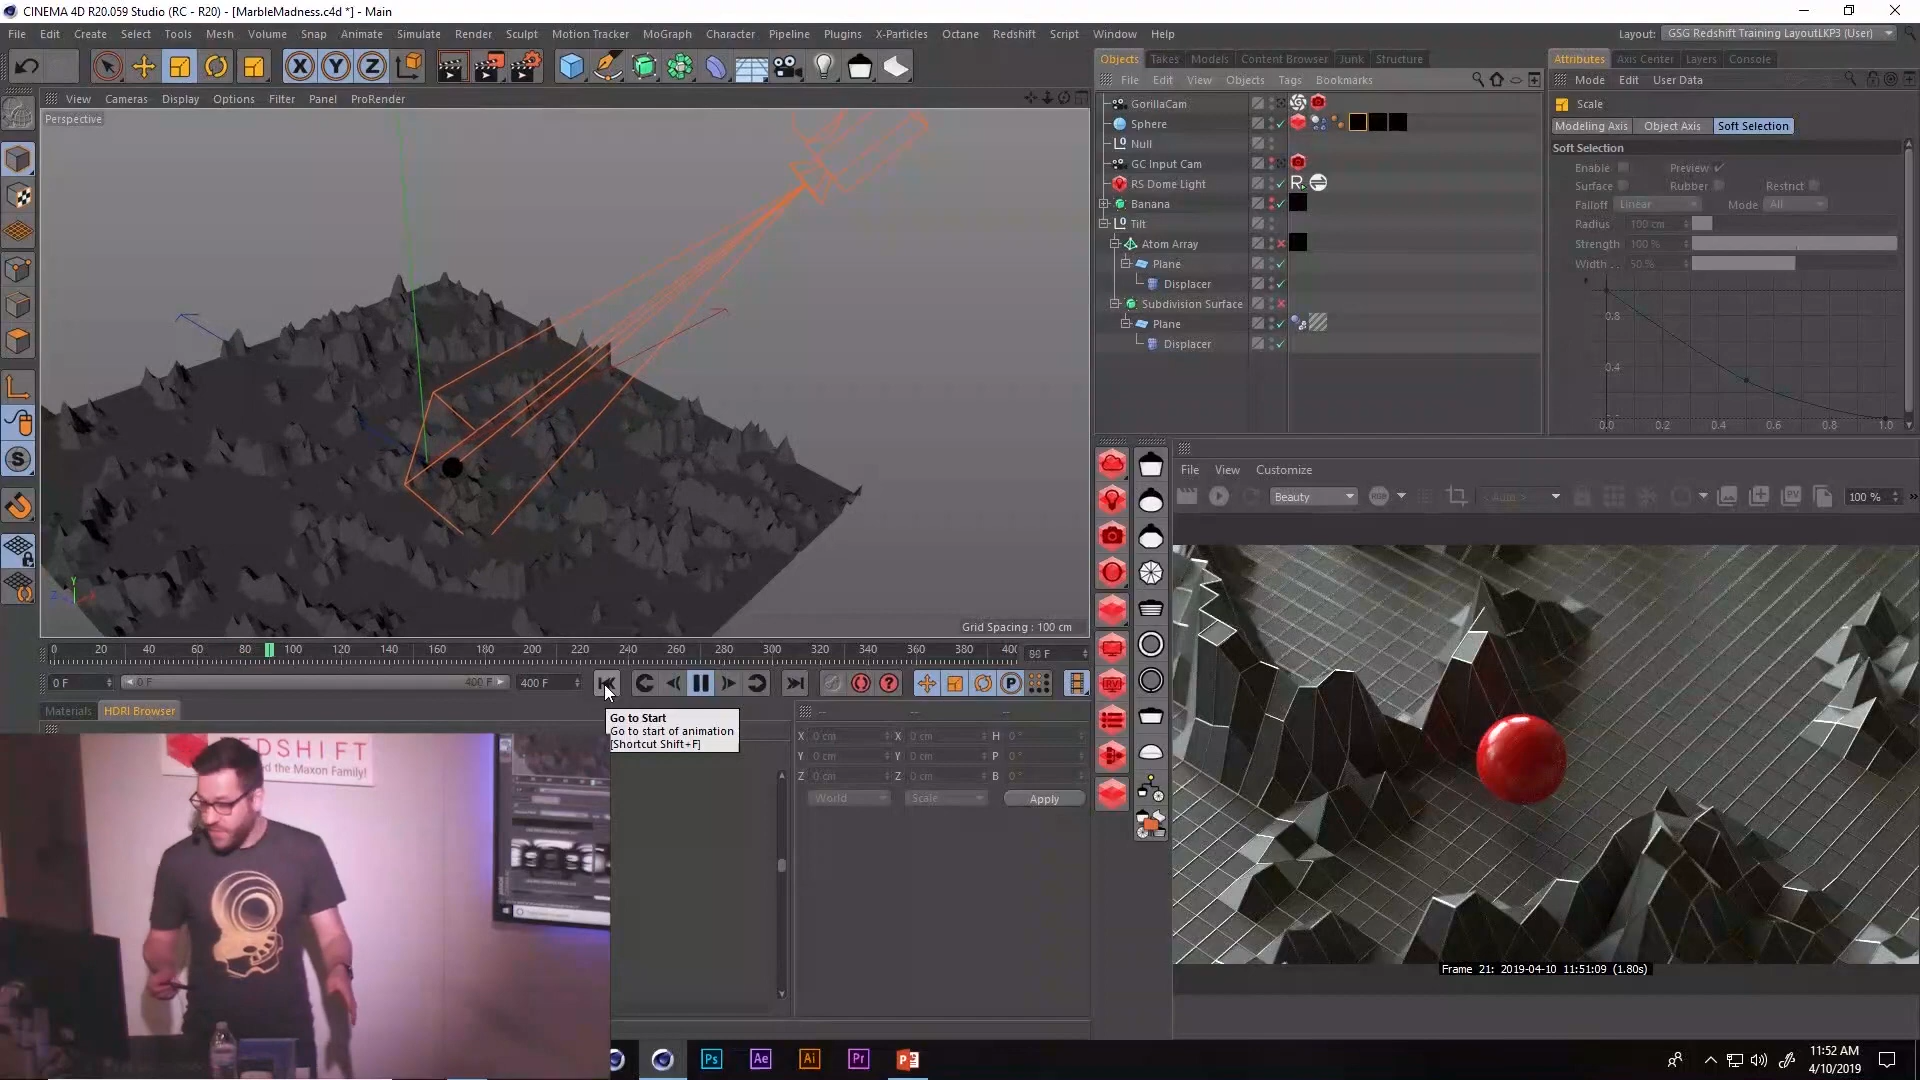 CINEMA 4D R20.059 Studio (RC - R20) - [MarbleMadness.c4d *] - Main
File Edit Create Select Tools Mesh Volume Snap Animate Simulate Render Sculpt Motion Tracker MoGraph Character Pipeline Plugins X-Particles Octane Redshift Script Window Help
Layout: GSG Redshift Training LayoutLKP3 (User)
View Cameras Display Options Filter Panel ProRender
Perspective
Grid Spacing : 100 cm
0 20 40 60 80 100 120 140 160 180 200 220 240 260 280 300 320 340 360 380 400
89 F
0 F 0 F 400 F 400 F
Materials HDRI Browser
Go to Start
Go to start of animation
[Shortcut Shift+F]
-- -- --
X 0 cm X 0 cm H 0 °
Y 0 cm Y 0 cm P 0 °
Z 0 cm Z 0 cm B 0 °
World Scale Apply
Objects Takes Models Content Browser Junk Structure
File Edit View Objects Tags Bookmarks
GorillaCam
Sphere
Null
GC Input Cam
RS Dome Light
Banana
Tilt
Atom Array
Plane
Displacer
Subdivision Surface
Plane
Displacer
Attributes Axis Center Layers Console
Mode Edit User Data
Scale
Modeling Axis Object Axis Soft Selection
Soft Selection
Enable Preview
Surface Rubber Restrict
Falloff Linear Mode All
Radius 100 cm
Strength 100 %
Width . . 50 %
0.8
0.4
0.0 0.2 0.4 0.6 0.8 1.0
File View Customize
Beauty RGB < Auto > PV 100 %
RV
Frame 21: 2019-04-10 11:51:09 (1.80s)
REDSHIFT
d the Maxon Family!
Ps Ae Ai Pr
11:52 AM
4/10/2019